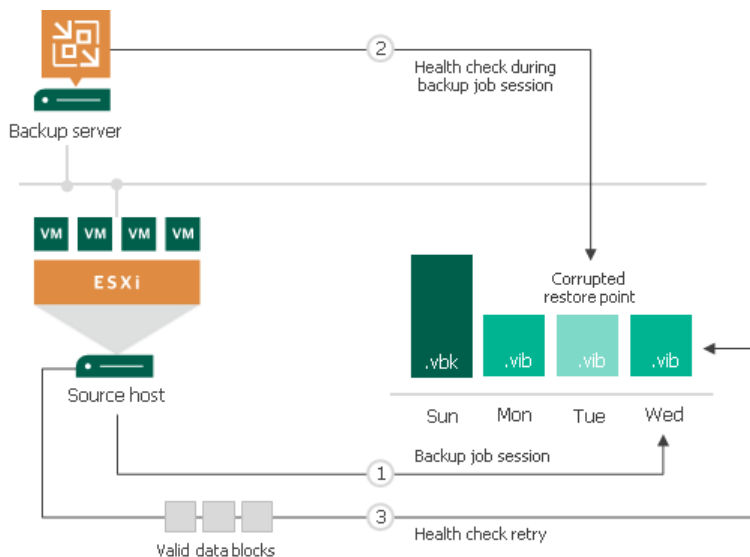 2
Health check during
backup job session
Backup server
VM VM VM VM
ESXi
Corrupted
restore point
.vbk .vib .vib .vib
Source host
Sun Mon Tue Wed
1
Backup job session
3
Health check retry
Valid data blocks